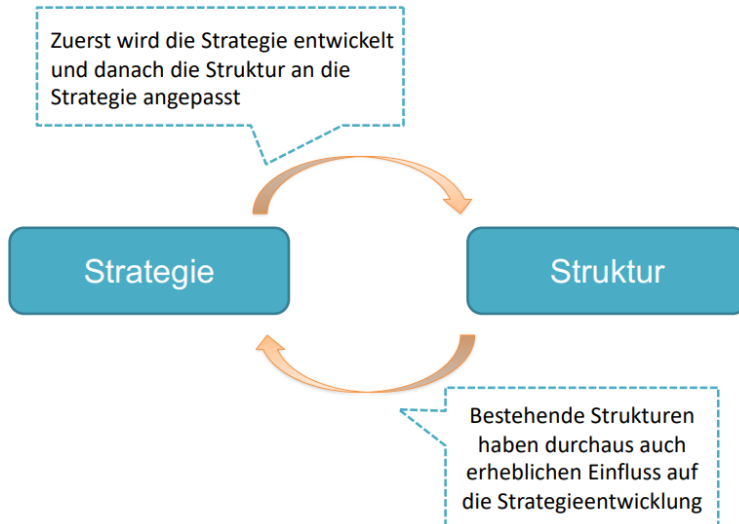 Zuerst wird die Strategie entwickelt
und danach die Struktur an die
Strategie angepasst
Strategie
Struktur
Bestehende Strukturen
haben durchaus auch
erheblichen Einfluss auf
die Strategieentwicklung